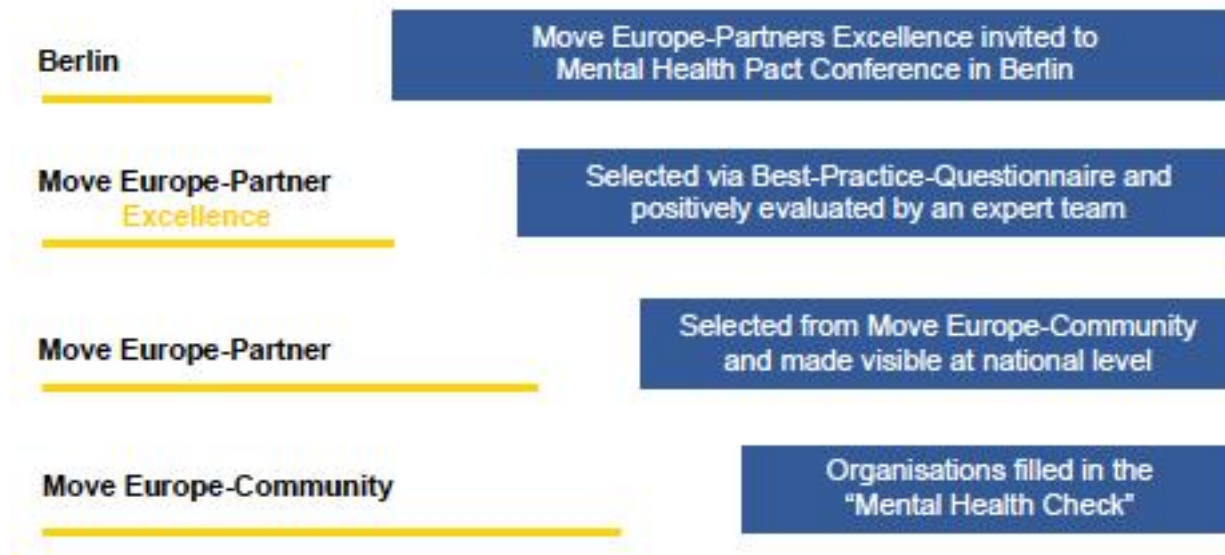 Berlin
Move Europe-Partners Excellence invited to
Mental Health Pact Conference in Berlin
Move Europe-Partner
Excellence
Selected via Best-Practice-Questionnaire and
positively evaluated by an expert team
Move Europe-Partner
Selected from Move Europe-Community
and made visible at national level
Move Europe-Community
Organisations filled in the
“Mental Health Check”